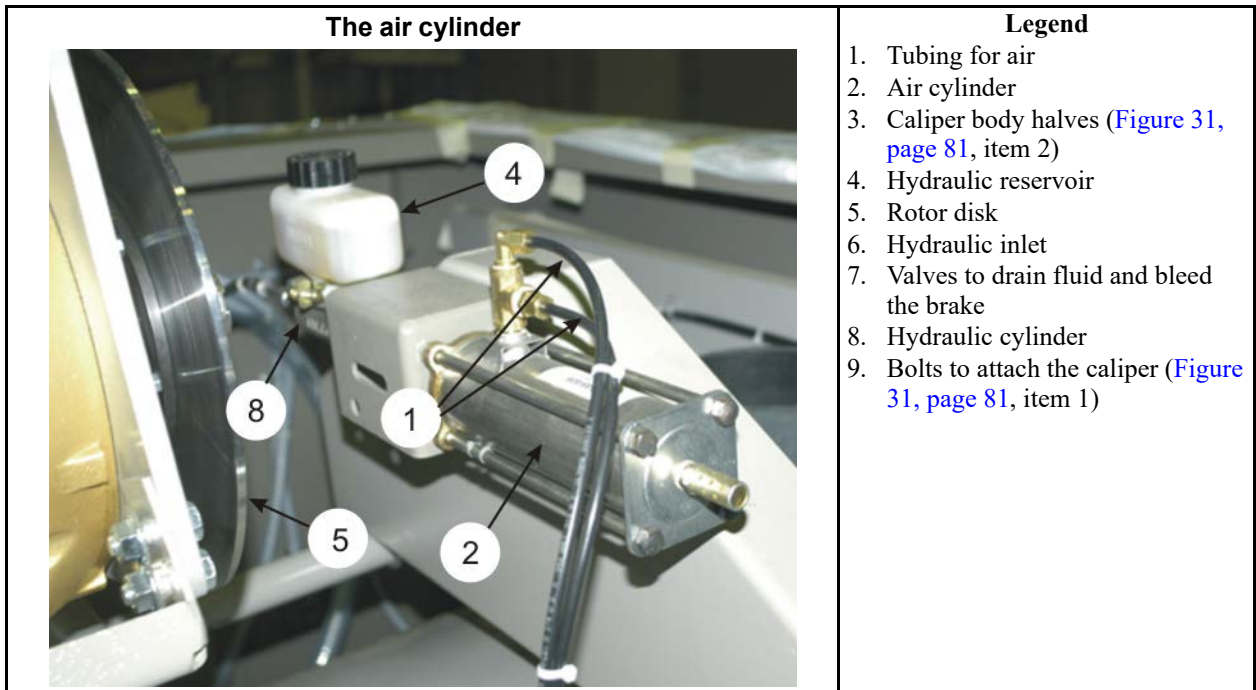 The air cylinder
4
8
1
5
2
Legend
1. Tubing for air
2. Air cylinder
3. Caliper body halves (Figure 31,
page 81, item 2)
4. Hydraulic reservoir
5. Rotor disk
6. Hydraulic inlet
7. Valves to drain fluid and bleed
the brake
8. Hydraulic cylinder
9. Bolts to attach the caliper (Figure
31, page 81, item 1)